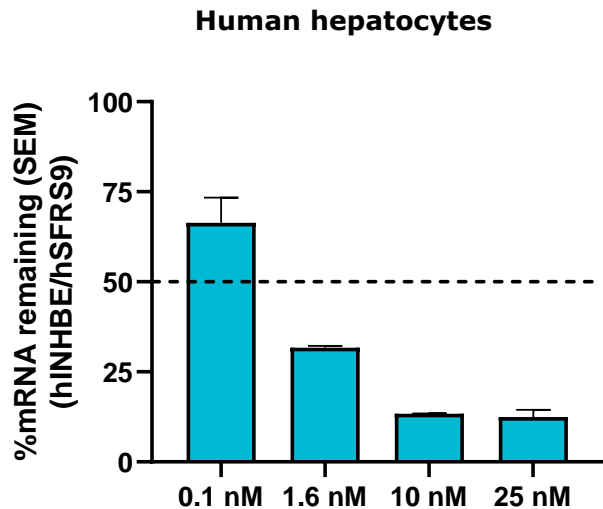 Human hepatocytes
%mRNA remaining (SEM)
(hINHBE/hSFRS9)
100
75
50
25
0
0.1 nM 1.6 nM 10 nM 25 nM